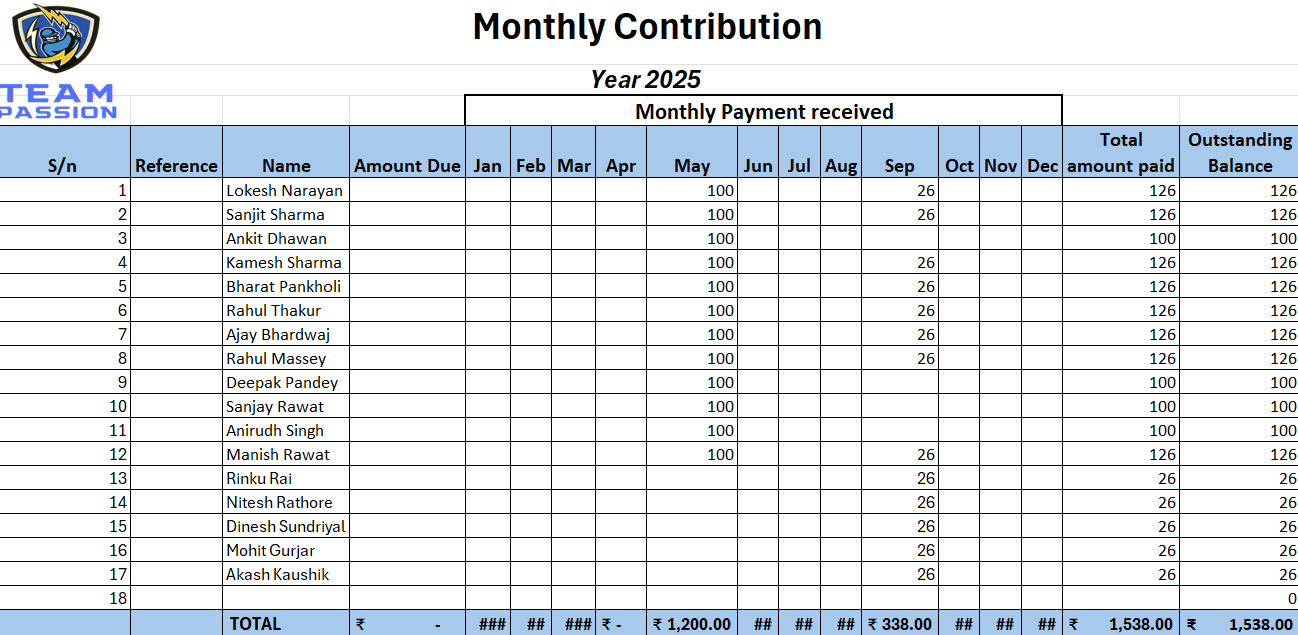 Monthly Contribution
Year 2025
TEAM
PASSION
Monthly Payment received
S/n Reference Name Amount Due Jan Feb Mar Apr May Jun Jul Aug Sep Oct Nov Dec Total amount paid Outstanding Balance
1 Lokesh Narayan 100 26 126 126
2 Sanjit Sharma 100 26 126 126
3 Ankit Dhawan 100 100 100
4 Kamesh Sharma 100 26 126 126
5 Bharat Pankholi 100 26 126 126
6 Rahul Thakur 100 26 126 126
7 Ajay Bhardwaj 100 26 126 126
8 Rahul Massey 100 26 126 126
9 Deepak Pandey 100 100 100
10 Sanjay Rawat 100 100 100
11 Anirudh Singh 100 100 100
12 Manish Rawat 100 26 126 126
13 Rinku Rai 26 26 26
14 Nitesh Rathore 26 26 26
15 Dinesh Sundriyal 26 26 26
16 Mohit Gurjar 26 26 26
17 Akash Kaushik 26 26 26
18 0
TOTAL ₹ - ### ## ### ₹ - ₹ 1,200.00 ## ## ## ₹ 338.00 ## ## ## ₹ 1,538.00 ₹ 1,538.00